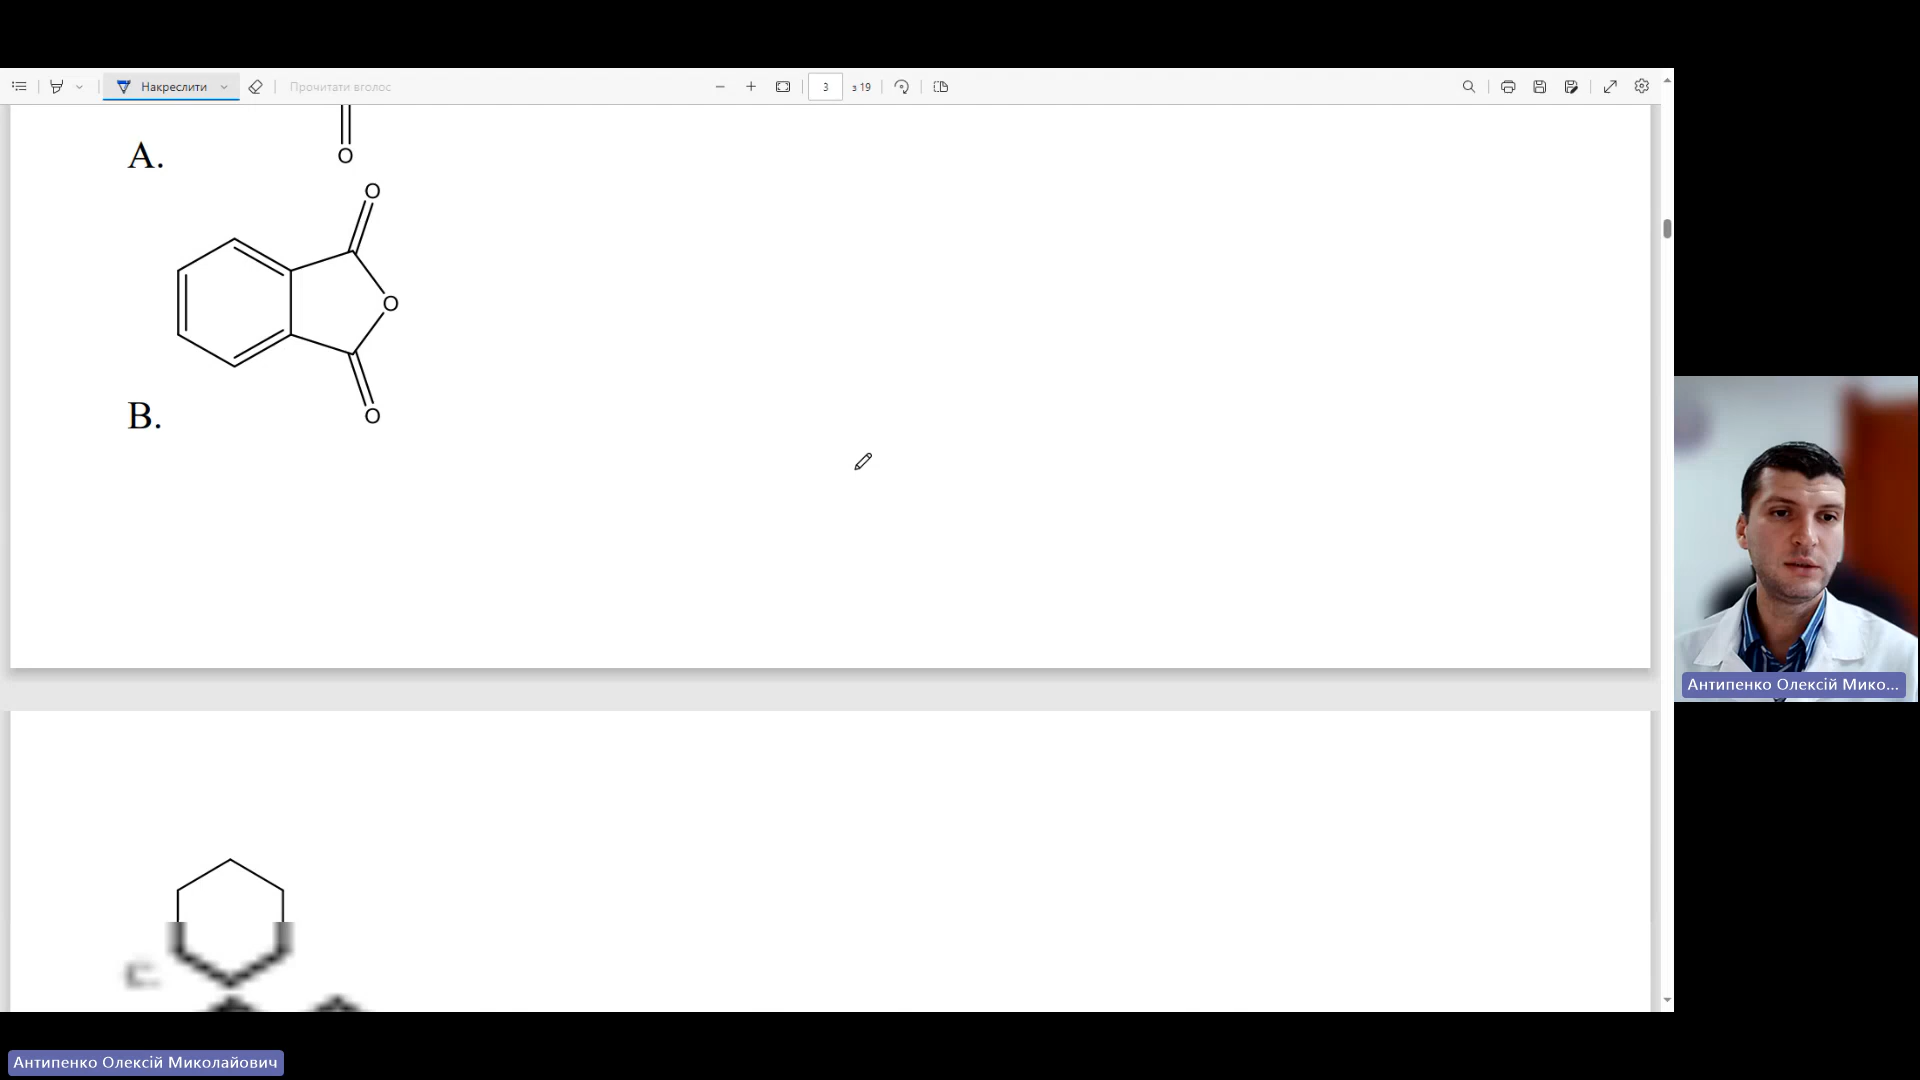 Накреслити
Прочитати вголос
3
з 19
O
A.
O
O
O
B.
Антипенко Олексій Мико...
Антипенко Олексій Миколайович